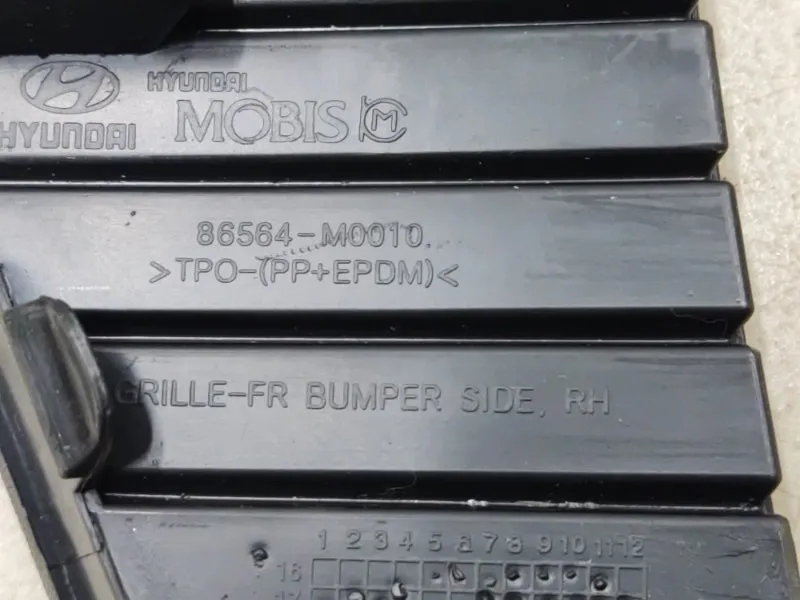 HYUNDAI
HYUNDAI
MOBIS
86564-M0010
>TPO-(PP+EPDM)<
GRILLE-FR BUMPER SIDE, RH
1 2 3 4 5 6 7 8 9 10 11 12
16
17